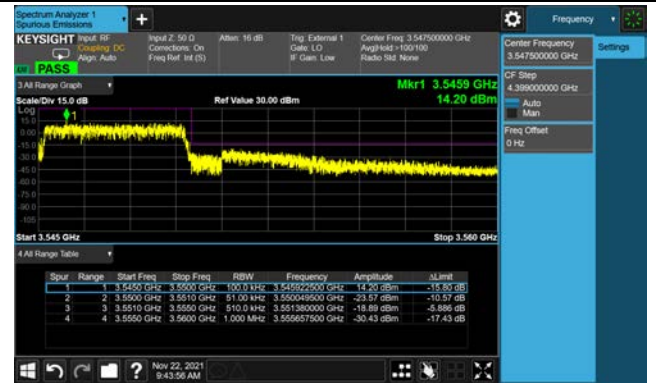 Spectrum Analyzer 1
Spurious Emissions
Frequency
KEYSIGHT
Input: RF
Coupling: DC
Align: Auto
Input Z: 50 Ω
Corrections: On
Freq Ref: Int (S)
Atten: 16 dB
Trig: External 1
Gate: LO
IF Gain: Low
Center Freq: 3.547500000 GHz
Avg|Hold:>100/100
Radio Std: None
PASS
Center Frequency
3.547500000 GHz
Settings
CF Step
4.399000000 GHz
Auto
Man
Freq Offset
0 Hz
3 All Range Graph
Mkr1 3.5459 GHz
Scale/Div 15.0 dB
Ref Value 30.00 dBm
14.20 dBm
Log
1
15.0
0.00
-15.0
-30.0
-45.0
-60.0
-75.0
-90.0
-105
Start 3.545 GHz
Stop 3.560 GHz
4 All Range Table
Spur Range Start Freq Stop Freq RBW Frequency Amplitude ΔLimit
1 1 3.5450 GHz 3.5500 GHz 100.0 kHz 3.545922500 GHz 14.20 dBm -15.80 dB
2 2 3.5500 GHz 3.5510 GHz 51.00 kHz 3.550049500 GHz -23.57 dBm -10.57 dB
3 3 3.5510 GHz 3.5550 GHz 510.0 kHz 3.551380000 GHz -18.89 dBm -5.886 dB
4 4 3.5550 GHz 3.5600 GHz 1.000 MHz 3.555657500 GHz -30.43 dBm -17.43 dB
?
Nov 22, 2021
9:43:56 AM